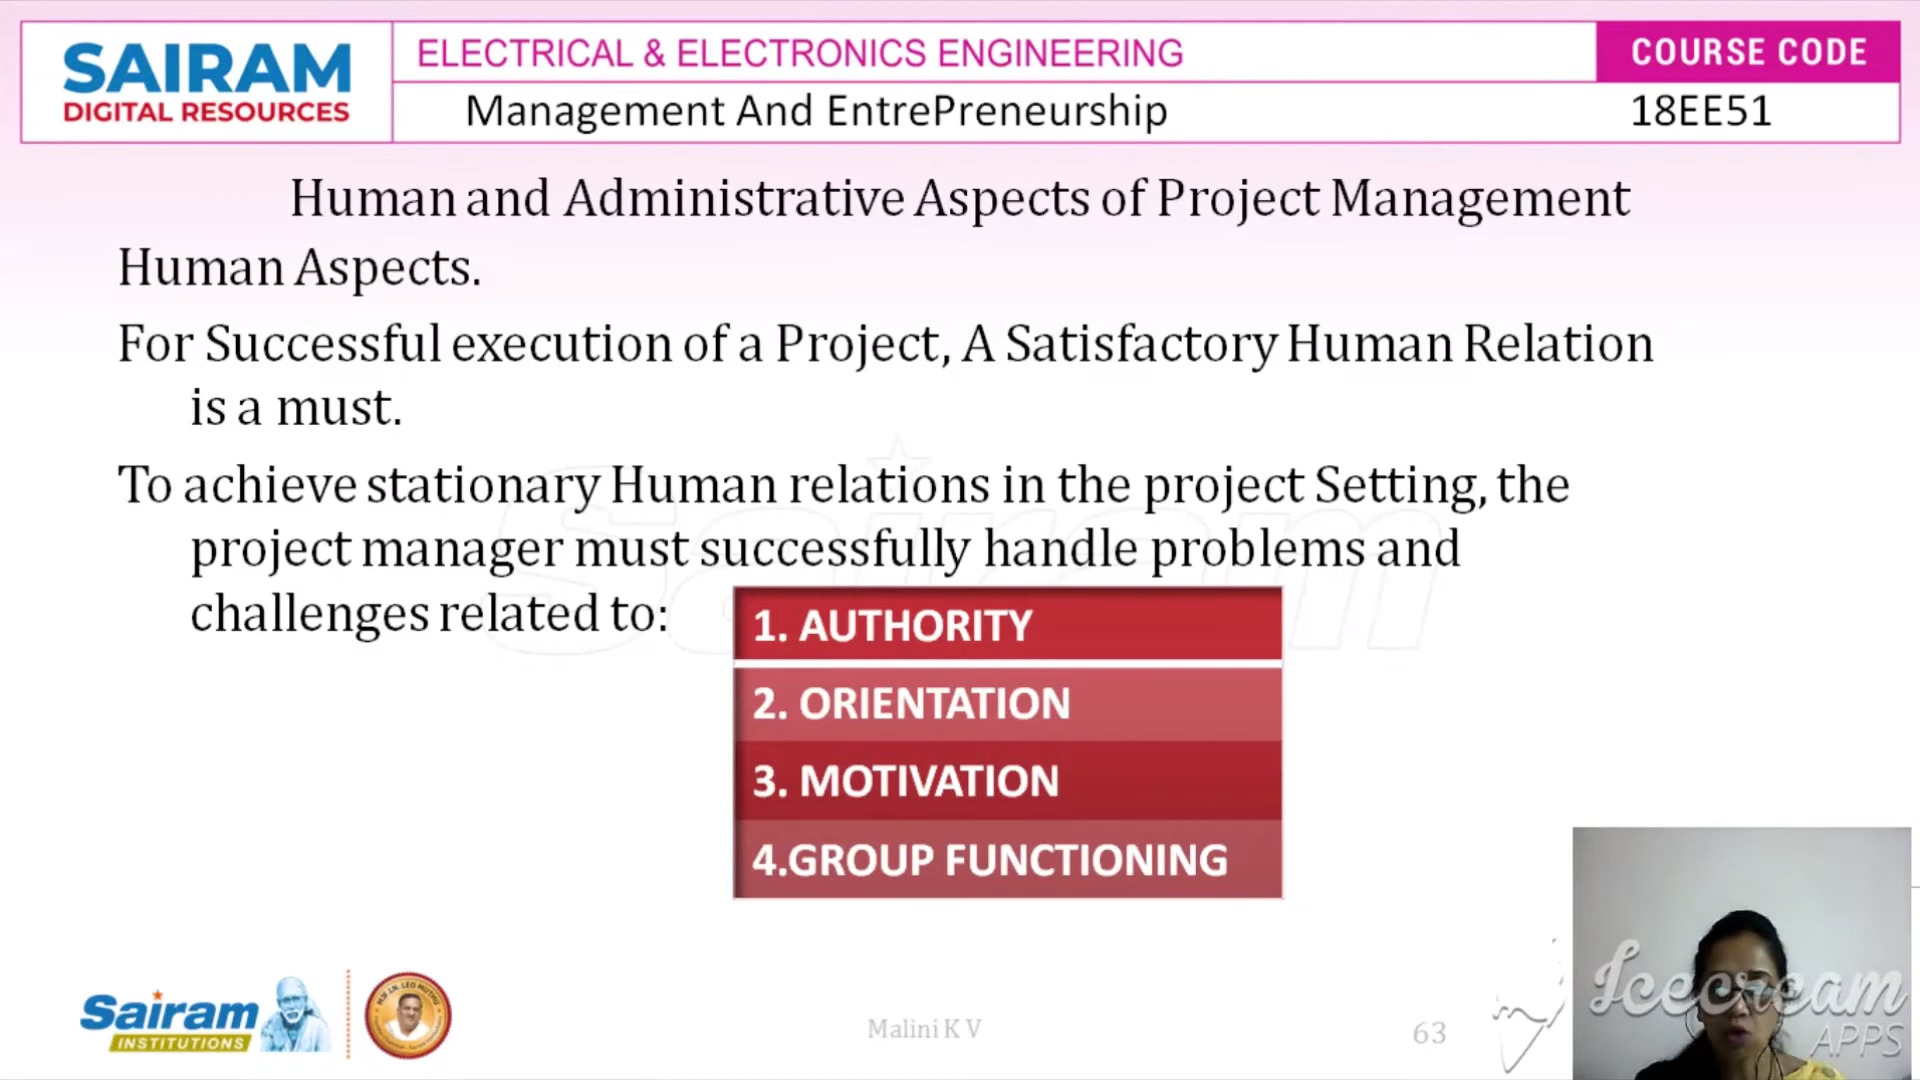 SAIRAM
DIGITAL RESOURCES
ELECTRICAL & ELECTRONICS ENGINEERING
COURSE CODE
Management And EntrePreneurship
18EE51
Human and Administrative Aspects of Project Management
Human Aspects.
For Successful execution of a Project, A Satisfactory Human Relation
is a must.
To achieve stationary Human relations in the project Setting, the
project manager must successfully handle problems and
challenges related to:
1. AUTHORITY
2. ORIENTATION
3. MOTIVATION
4.GROUP FUNCTIONING
Sairam
Sairam
INSTITUTIONS
Malini K V
63
Icecream
APPS